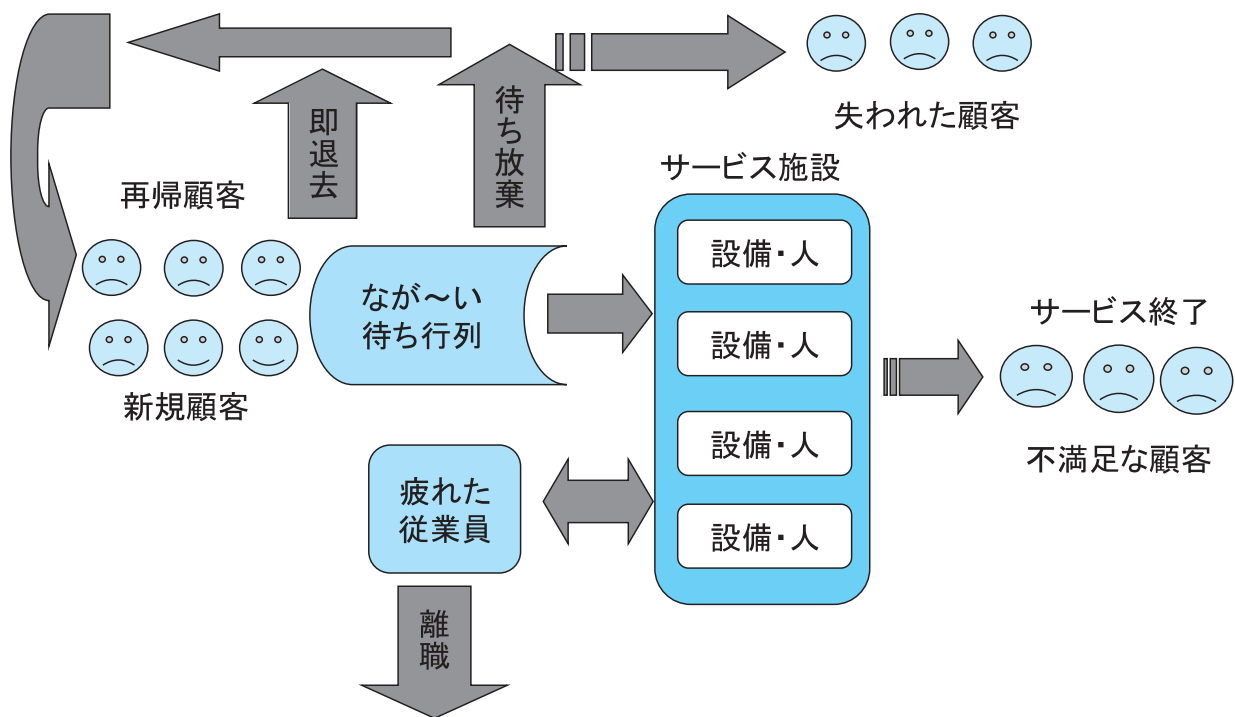 失われた顧客
待ち放棄
即退去
サービス施設
再帰顧客
設備・人
なが～い
待ち行列
サービス終了
設備・人
新規顧客
設備・人
不満足な顧客
疲れた
従業員
設備・人
離職